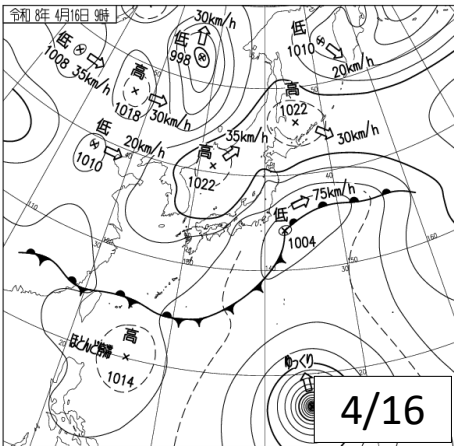 令和 8年 4月16日 9時
30km/h
低
998
低
1008
35km/h
高
1018
30km/h
低
1010
20km/h
低
1010
20km/h
高
1022
30km/h
35km/h
高
1022
低
75km/h
1004
ほとんど停滞
高
1014
ゆっくり
4/16